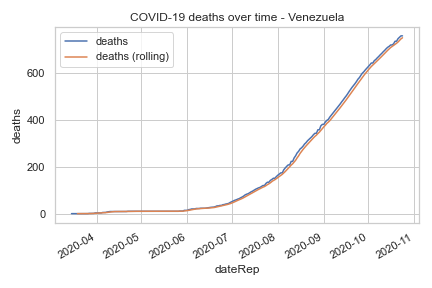 COVID-19 deaths over time - Venezuela
deaths
deaths (rolling)
deaths
600
400
200
0
2020-04
2020-05
2020-06
2020-07
2020-08
2020-09
2020-10
2020-11
dateRep